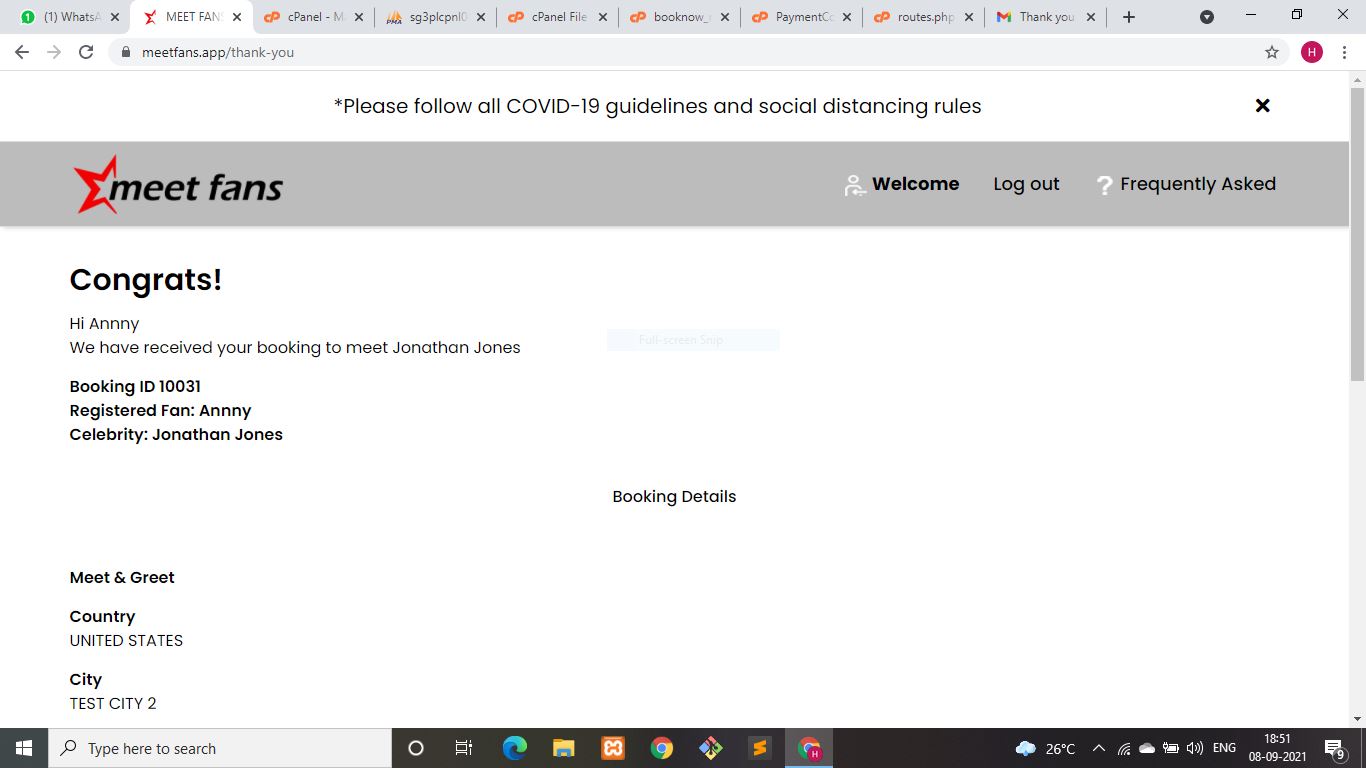 (1) WhatsA
MEET FANS
cPanel - M
sg3plcpnl0
cPanel File
booknow_
PaymentCo
routes.php
Thank you
meetfans.app/thank-you
H
*Please follow all COVID-19 guidelines and social distancing rules
meet fans
Welcome
Log out
Frequently Asked
Congrats!
Hi Annny
We have received your booking to meet Jonathan Jones
Full-screen Snip
Booking ID 10031
Registered Fan: Annny
Celebrity: Jonathan Jones
Booking Details
Meet & Greet
Country
UNITED STATES
City
TEST CITY 2
Type here to search
26°C
ENG
18:51
08-09-2021
9